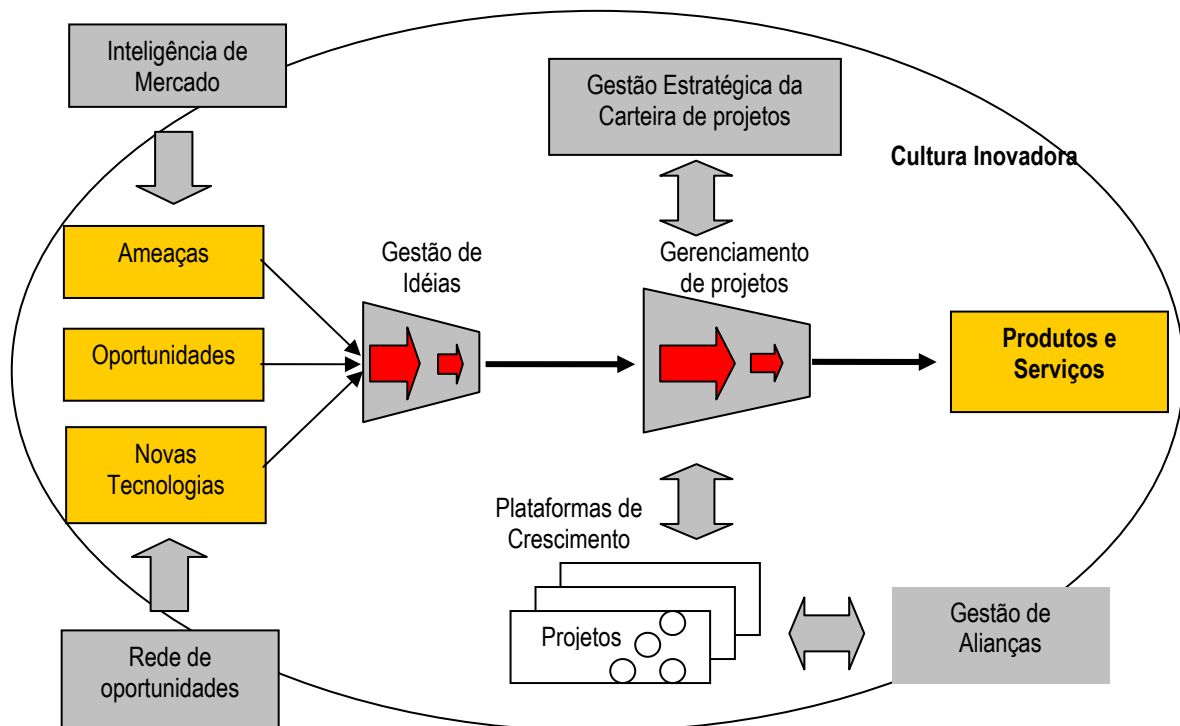 Inteligência de
Mercado
Gestão Estratégica da
Carteira de projetos
Cultura Inovadora
Ameaças
Gestão de
Idéias
Gerenciamento
de projetos
Oportunidades
Produtos e
Serviços
Novas
Tecnologias
Plataformas de
Crescimento
Projetos
Gestão de
Alianças
Rede de
oportunidades